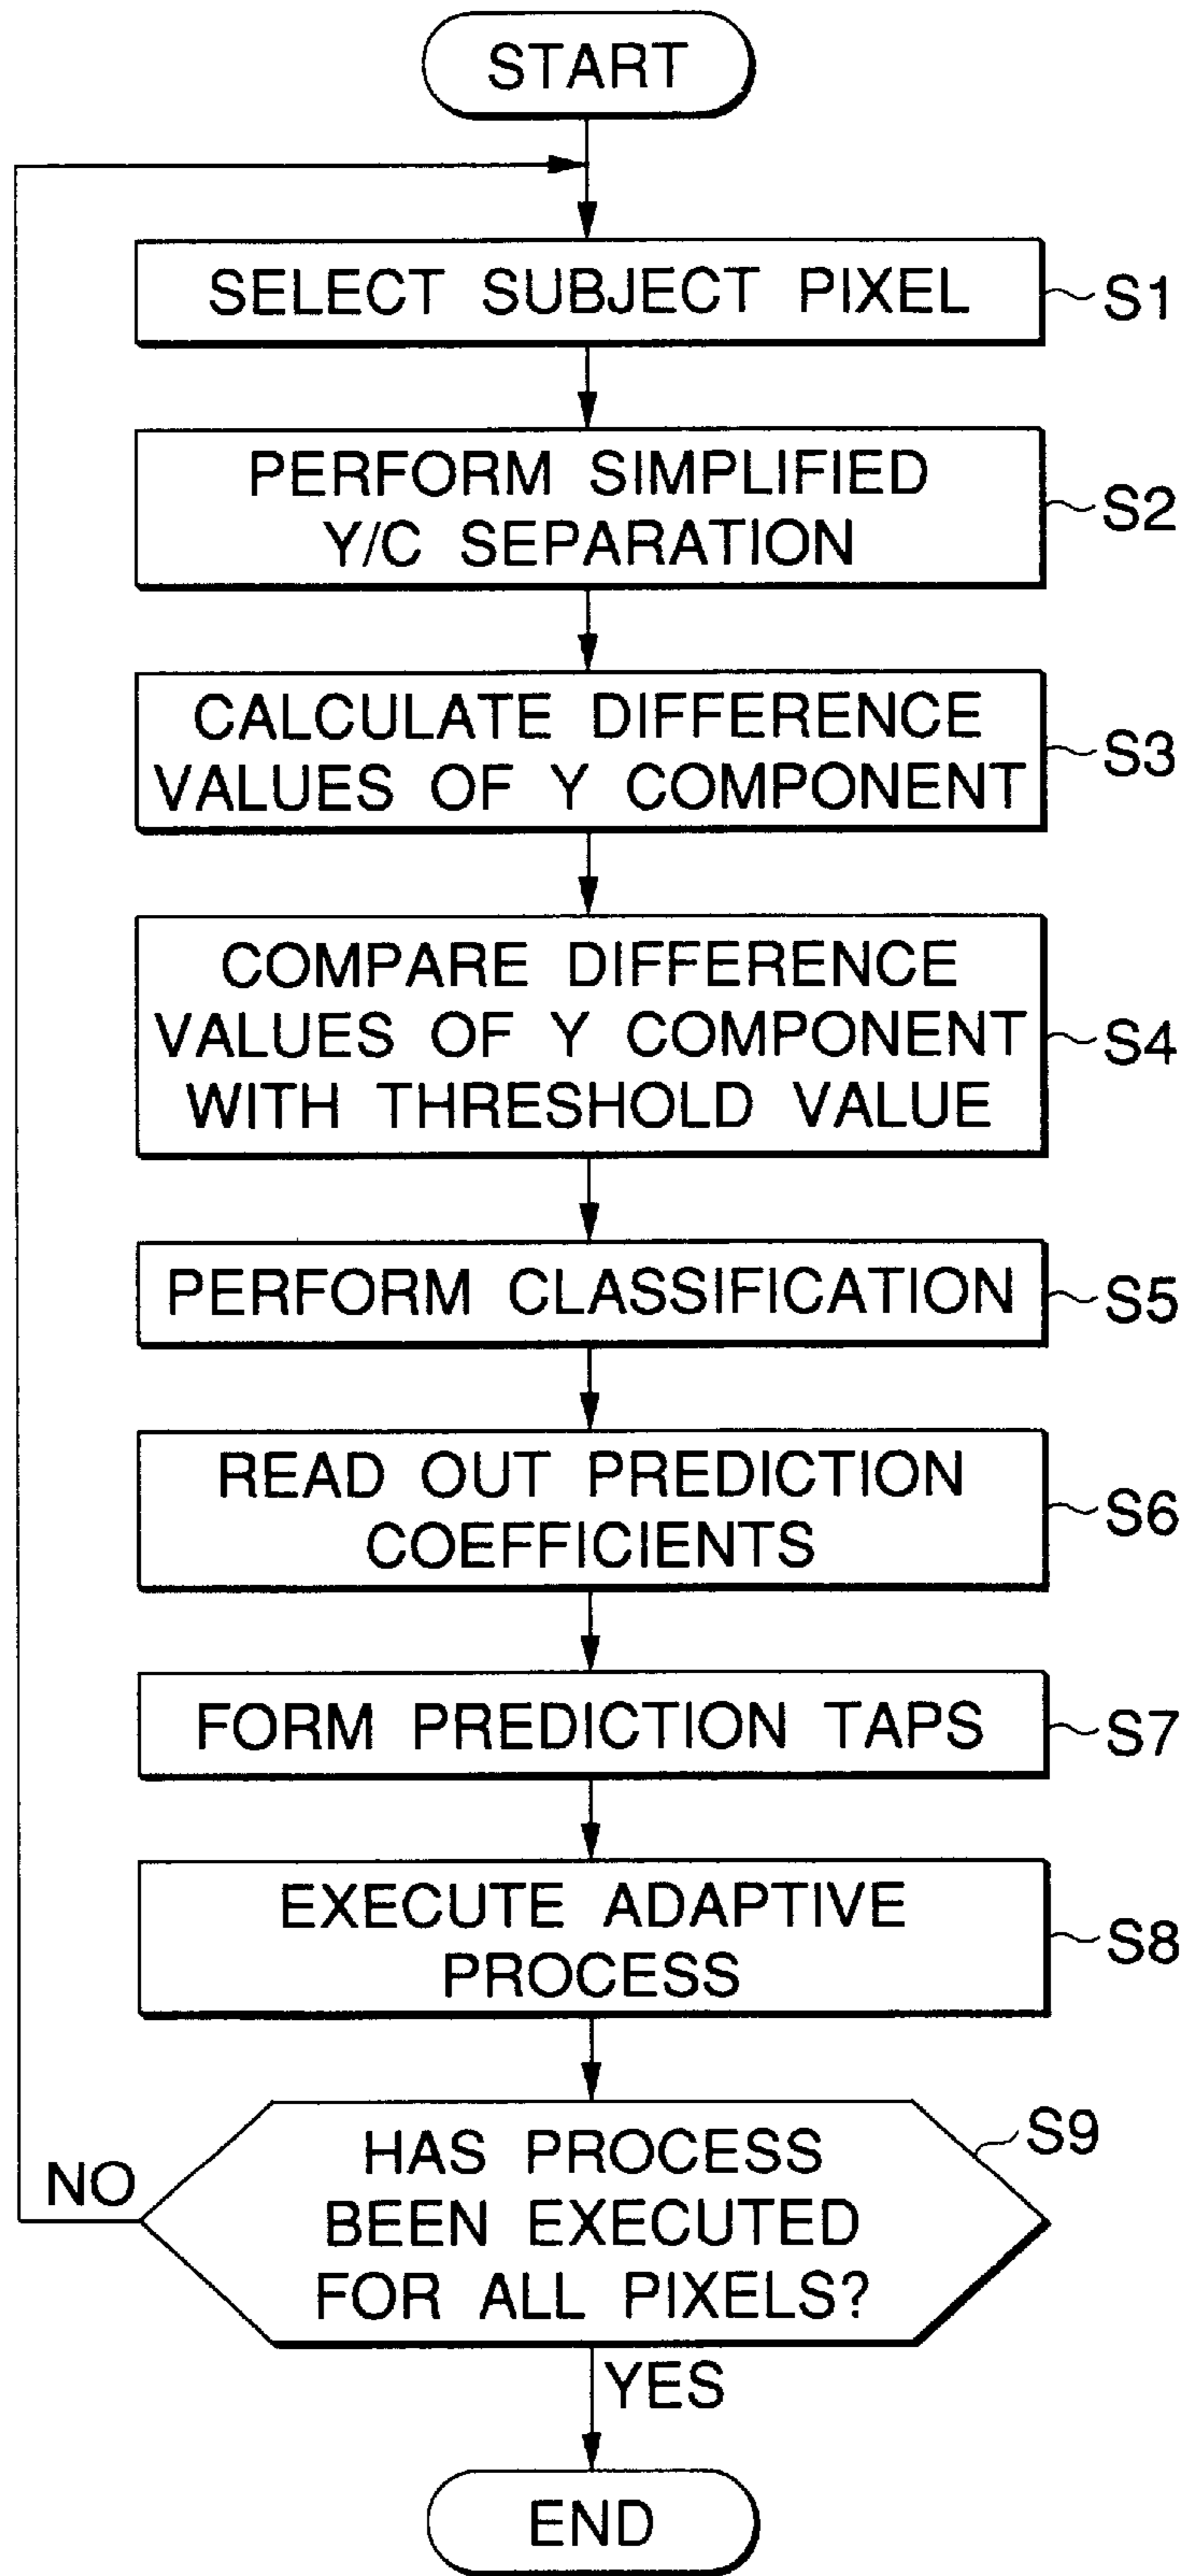 START
SELECT SUBJECT PIXEL
S1
PERFORM SIMPLIFIED
Y/C SEPARATION
S2
CALCULATE DIFFERENCE
VALUES OF Y COMPONENT
S3
COMPARE DIFFERENCE
VALUES OF Y COMPONENT
WITH THRESHOLD VALUE
S4
PERFORM CLASSIFICATION
S5
READ OUT PREDICTION
COEFFICIENTS
S6
FORM PREDICTION TAPS
S7
EXECUTE ADAPTIVE
PROCESS
S8
HAS PROCESS
BEEN EXECUTED
FOR ALL PIXELS?
S9
NO
YES
END